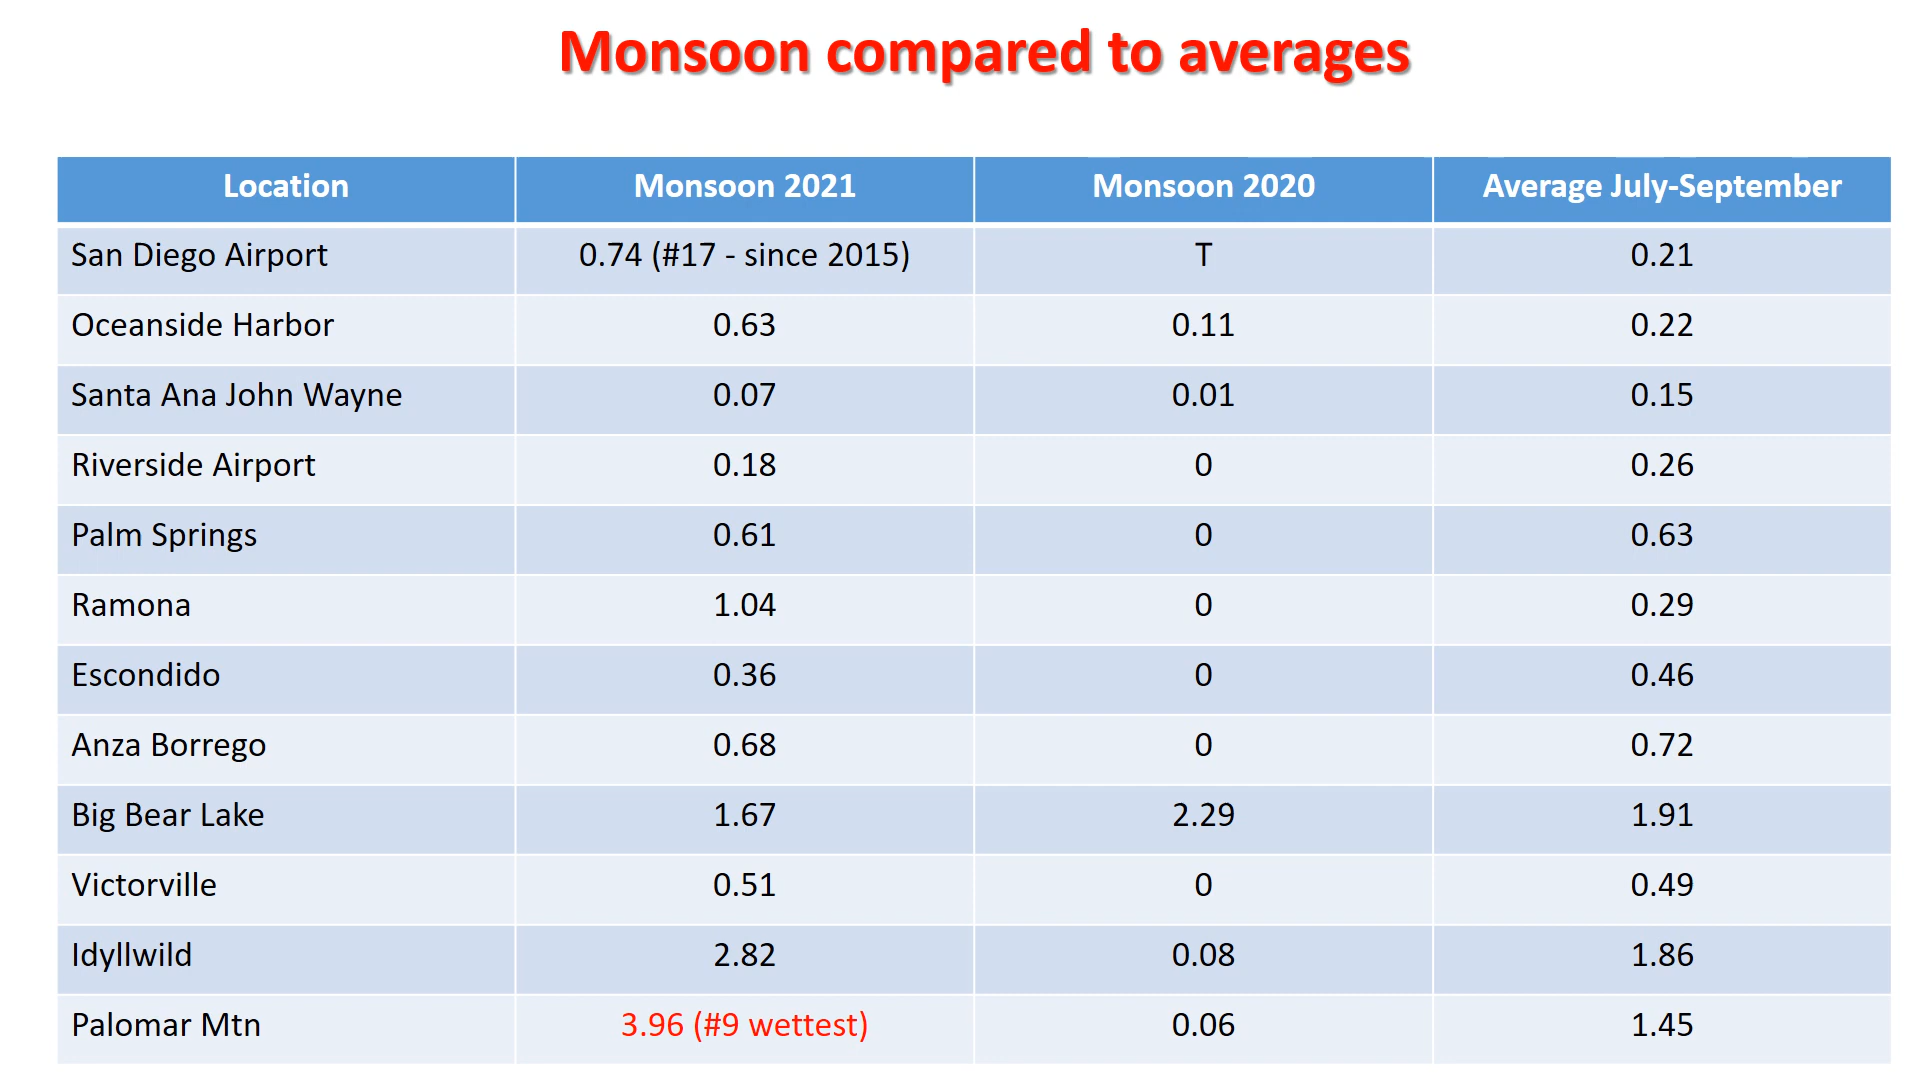 Monsoon compared to averages
Location Monsoon 2021 Monsoon 2020 Average July-September
San Diego Airport 0.74 (#17 - since 2015) T 0.21
Oceanside Harbor 0.63 0.11 0.22
Santa Ana John Wayne 0.07 0.01 0.15
Riverside Airport 0.18 0 0.26
Palm Springs 0.61 0 0.63
Ramona 1.04 0 0.29
Escondido 0.36 0 0.46
Anza Borrego 0.68 0 0.72
Big Bear Lake 1.67 2.29 1.91
Victorville 0.51 0 0.49
Idyllwild 2.82 0.08 1.86
Palomar Mtn 3.96 (#9 wettest) 0.06 1.45